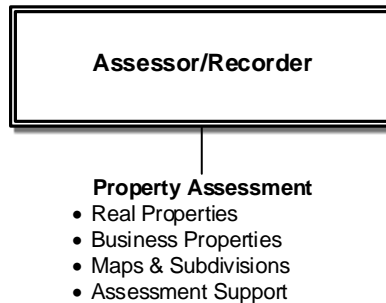 Assessor/Recorder
Property Assessment
• Real Properties
• Business Properties
• Maps & Subdivisions
• Assessment Support